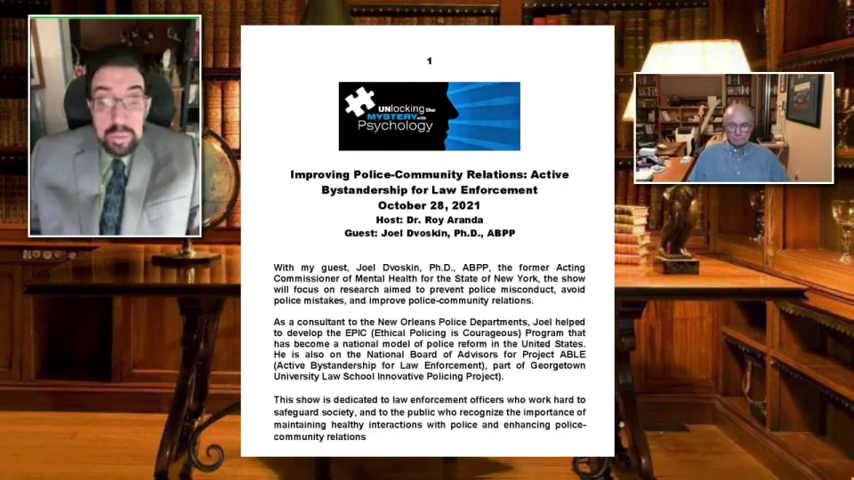 1
UNlocking the
MYSTERY with
Psychology
Improving Police-Community Relations: Active
Bystandership for Law Enforcement
October 28, 2021
Host: Dr. Roy Aranda
Guest: Joel Dvoskin, Ph.D., ABPP
With my guest, Joel Dvoskin, Ph.D., ABPP, the former Acting
Commissioner of Mental Health for the State of New York, the show
will focus on research aimed to prevent police misconduct, avoid
police mistakes, and improve police-community relations.
As a consultant to the New Orleans Police Departments, Joel helped
to develop the EPIC (Ethical Policing is Courageous) Program that
has become a national model of police reform in the United States.
He is also on the National Board of Advisors for Project ABLE
(Active Bystandership for Law Enforcement), part of Georgetown
University Law School Innovative Policing Project).
This show is dedicated to law enforcement officers who work hard to
safeguard society, and to the public who recognize the importance of
maintaining healthy interactions with police and enhancing police-
community relations